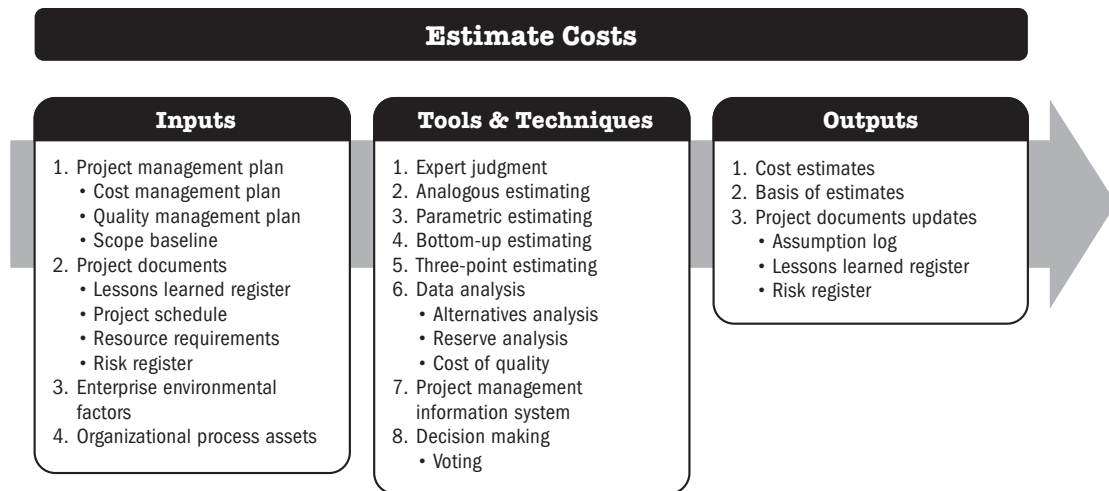 Estimate Costs
Inputs
1. Project management plan
• Cost management plan
• Quality management plan
• Scope baseline
2. Project documents
• Lessons learned register
• Project schedule
• Resource requirements
• Risk register
3. Enterprise environmental
factors
4. Organizational process assets
Tools & Techniques
1. Expert judgment
2. Analogous estimating
3. Parametric estimating
4. Bottom-up estimating
5. Three-point estimating
6. Data analysis
• Alternatives analysis
• Reserve analysis
• Cost of quality
7. Project management
information system
8. Decision making
• Voting
Outputs
1. Cost estimates
2. Basis of estimates
3. Project documents updates
• Assumption log
• Lessons learned register
• Risk register